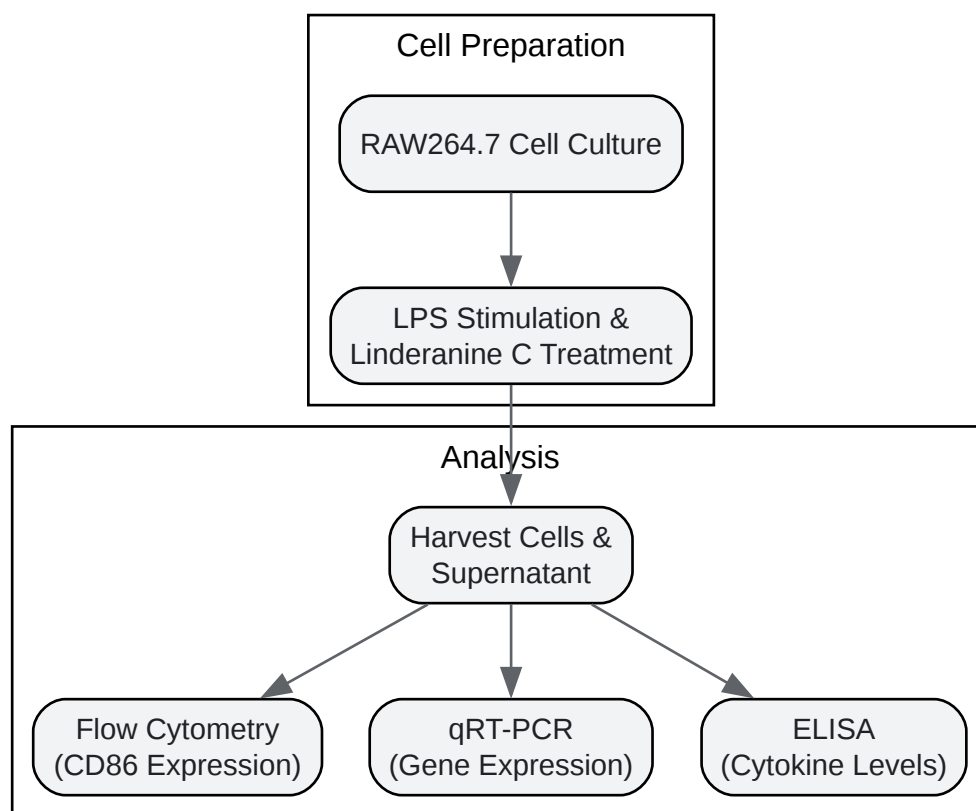 Cell Preparation
RAW264.7 Cell Culture
LPS Stimulation &
Linderanine C Treatment
Analysis
Harvest Cells &
Supernatant
Flow Cytometry
(CD86 Expression)
qRT-PCR
(Gene Expression)
ELISA
(Cytokine Levels)